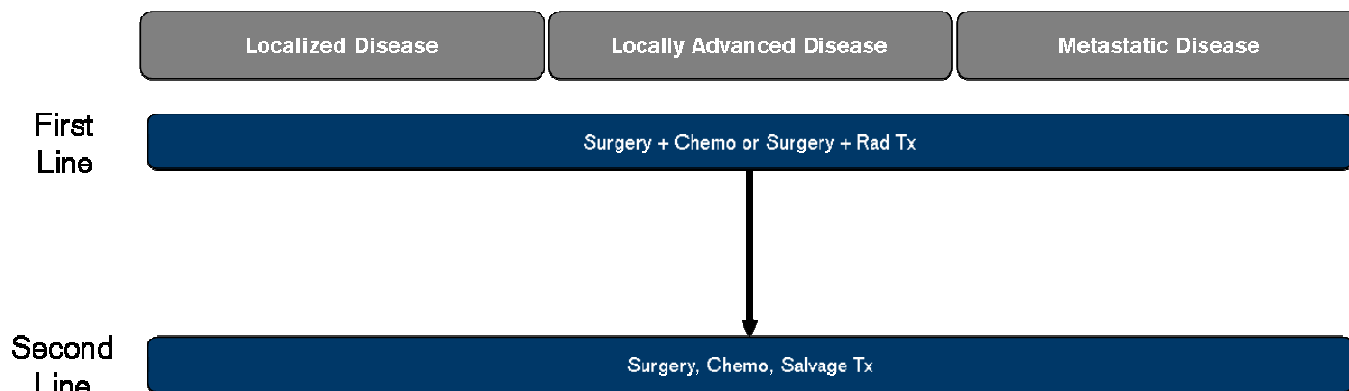 Localized Disease
Locally Advanced Disease
Metastatic Disease
First
Line
Surgery + Chemo or Surgery + Rad Tx
Second
Line
Surgery, Chemo, Salvage Tx